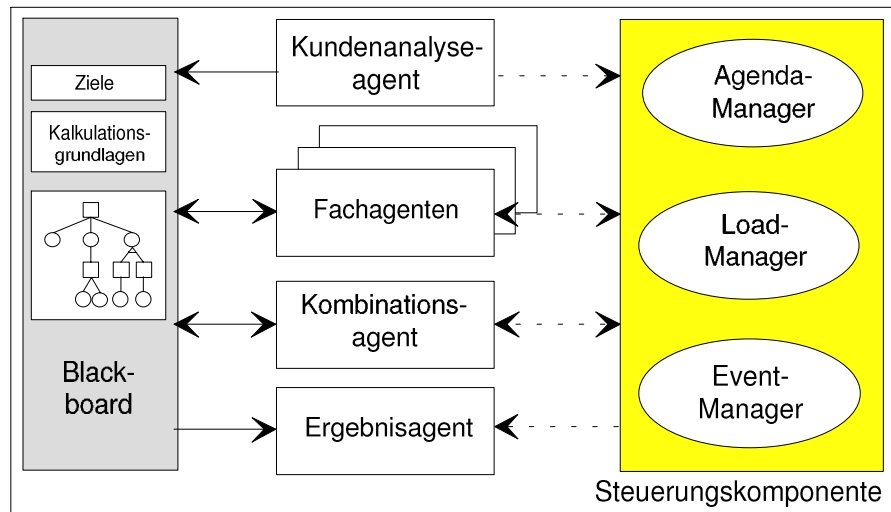 Ziele
Kalkulations-
grundlagen
Black-
board
Kundenanalyse-
agent
Fachagenten
Kombinations-
agent
Ergebnisagent
Agenda-
Manager
Load-
Manager
Event-
Manager
Steuerungskomponente